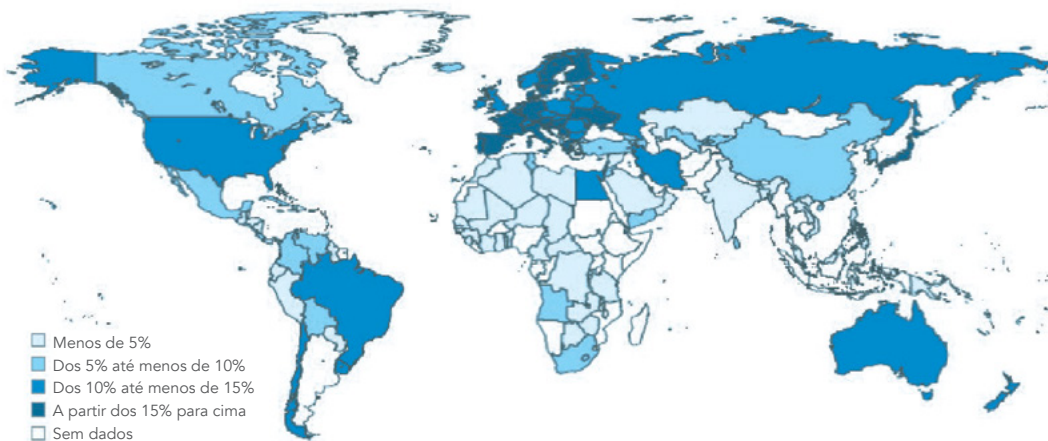 Menos de 5%
Dos 5% até menos de 10%
Dos 10% até menos de 15%
A partir dos 15% para cima
Sem dados